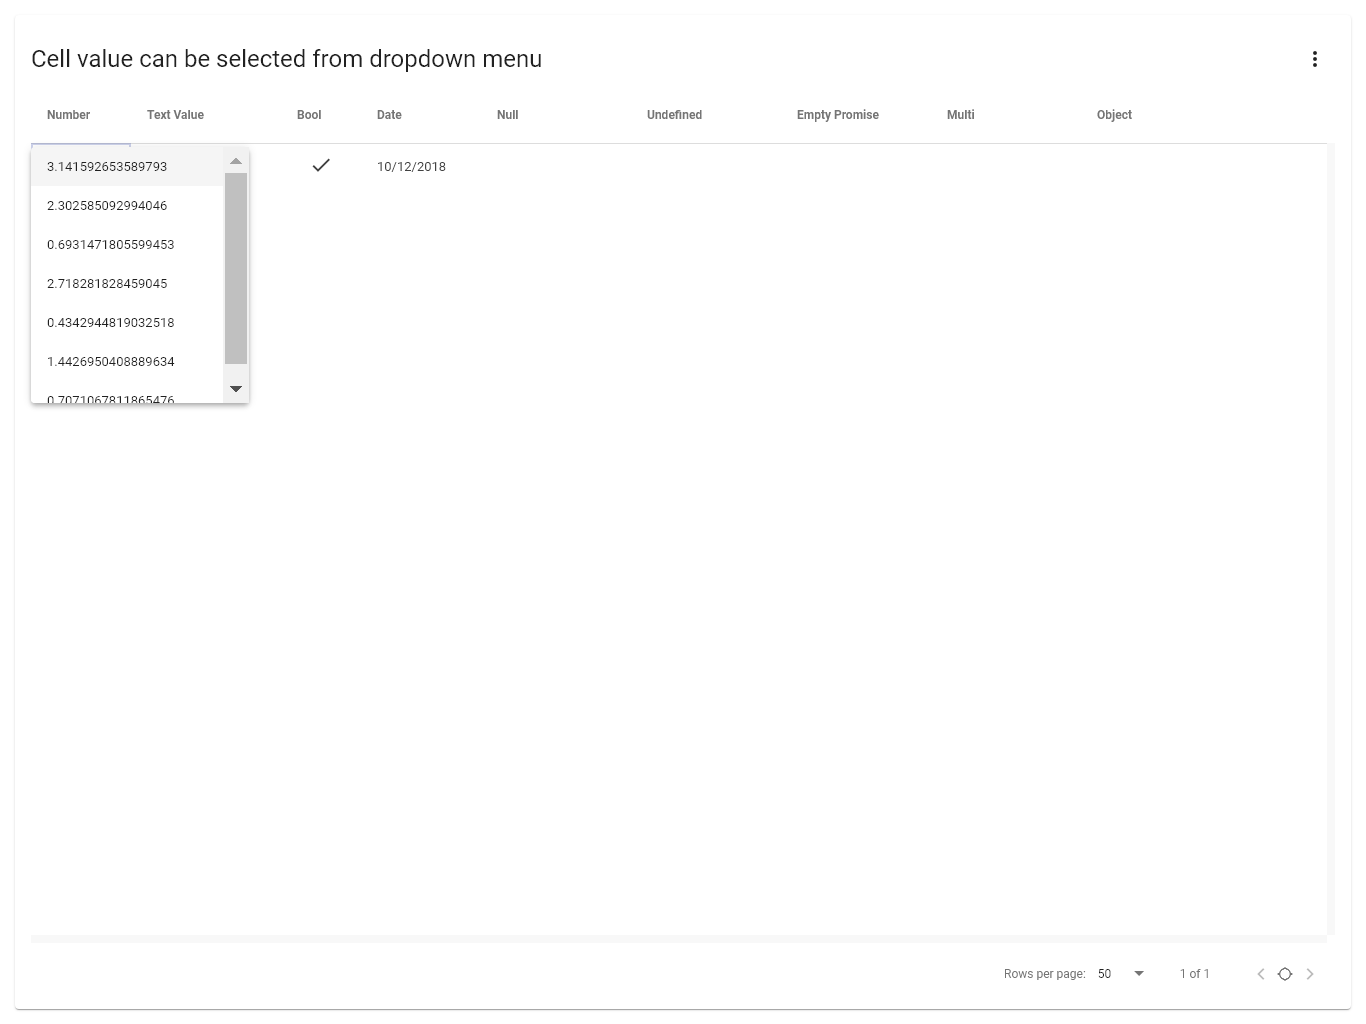 Cell value can be selected from dropdown menu
Number Text Value Bool Date Null Undefined Empty Promise Multi Object
3.141592653589793 10/12/2018
2.302585092994046
0.6931471805599453
2.718281828459045
0.4342944819032518
1.4426950408889634
0.7071067811865476
Rows per page: 50 1 of 1